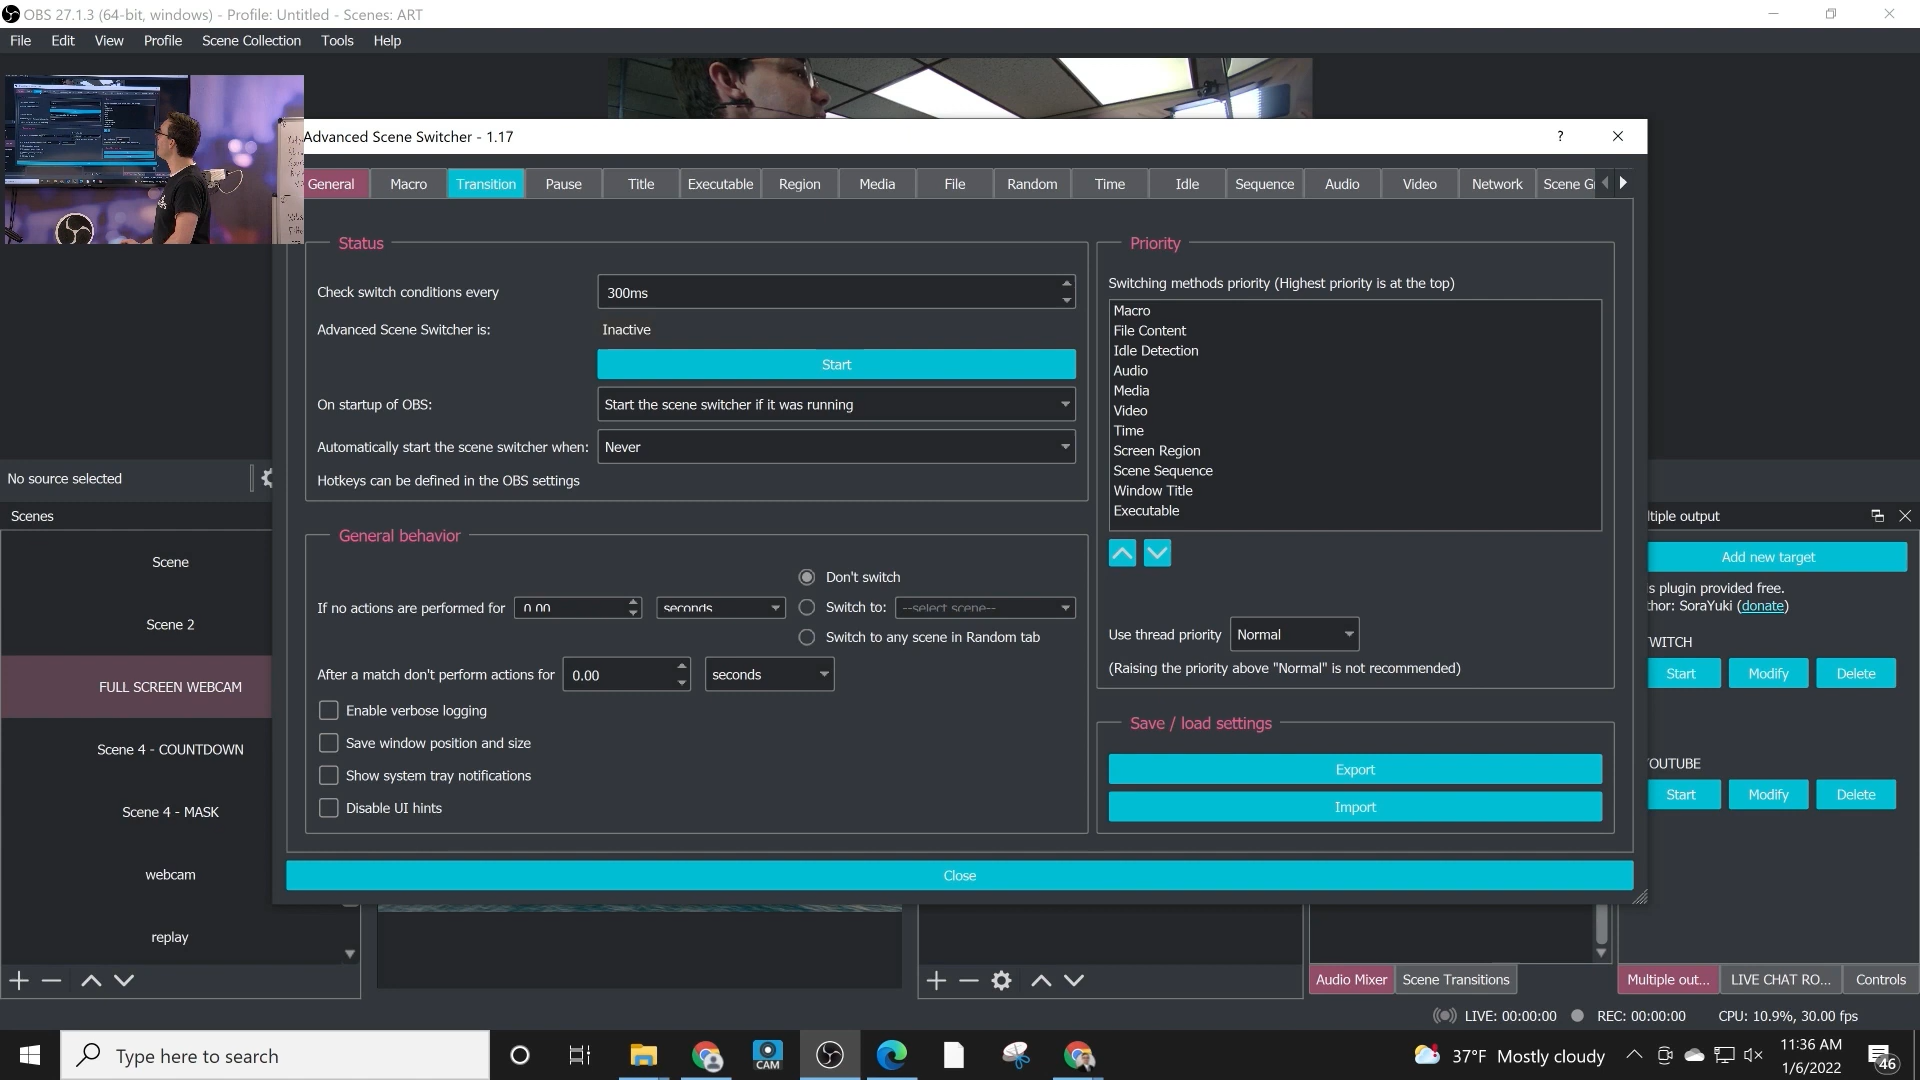 OBS 27.1.3 (64-bit, windows) - Profile: Untitled - Scenes: ART
File Edit View Profile Scene Collection Tools Help
Advanced Scene Switcher - 1.17 ?
General Macro Transition Pause Title Executable Region Media File Random Time Idle Sequence Audio Video Network Scene G
Status
Check switch conditions every 300ms
Advanced Scene Switcher is: Inactive
Start
On startup of OBS: Start the scene switcher if it was running
Automatically start the scene switcher when: Never
Hotkeys can be defined in the OBS settings
General behavior
Don't switch
If no actions are performed for 0.00 seconds Switch to: --select scene--
Switch to any scene in Random tab
After a match don't perform actions for 0.00 seconds
Enable verbose logging
Save window position and size
Show system tray notifications
Disable UI hints
Priority
Switching methods priority (Highest priority is at the top)
Macro
File Content
Idle Detection
Audio
Media
Video
Time
Screen Region
Scene Sequence
Window Title
Executable
Use thread priority Normal
(Raising the priority above "Normal" is not recommended)
Save / load settings
Export
Import
Close
No source selected
Scenes
Scene
Scene 2
FULL SCREEN WEBCAM
Scene 4 - COUNTDOWN
Scene 4 - MASK
webcam
replay
ltiple output
Add new target
s plugin provided free.
thor: SoraYuki (donate)
WITCH
Start Modify Delete
OUTUBE
Start Modify Delete
Audio Mixer Scene Transitions
Multiple out... LIVE CHAT RO... Controls
LIVE: 00:00:00 REC: 00:00:00 CPU: 10.9%, 30.00 fps
Type here to search
CAM
37°F Mostly cloudy
11:36 AM
1/6/2022
46